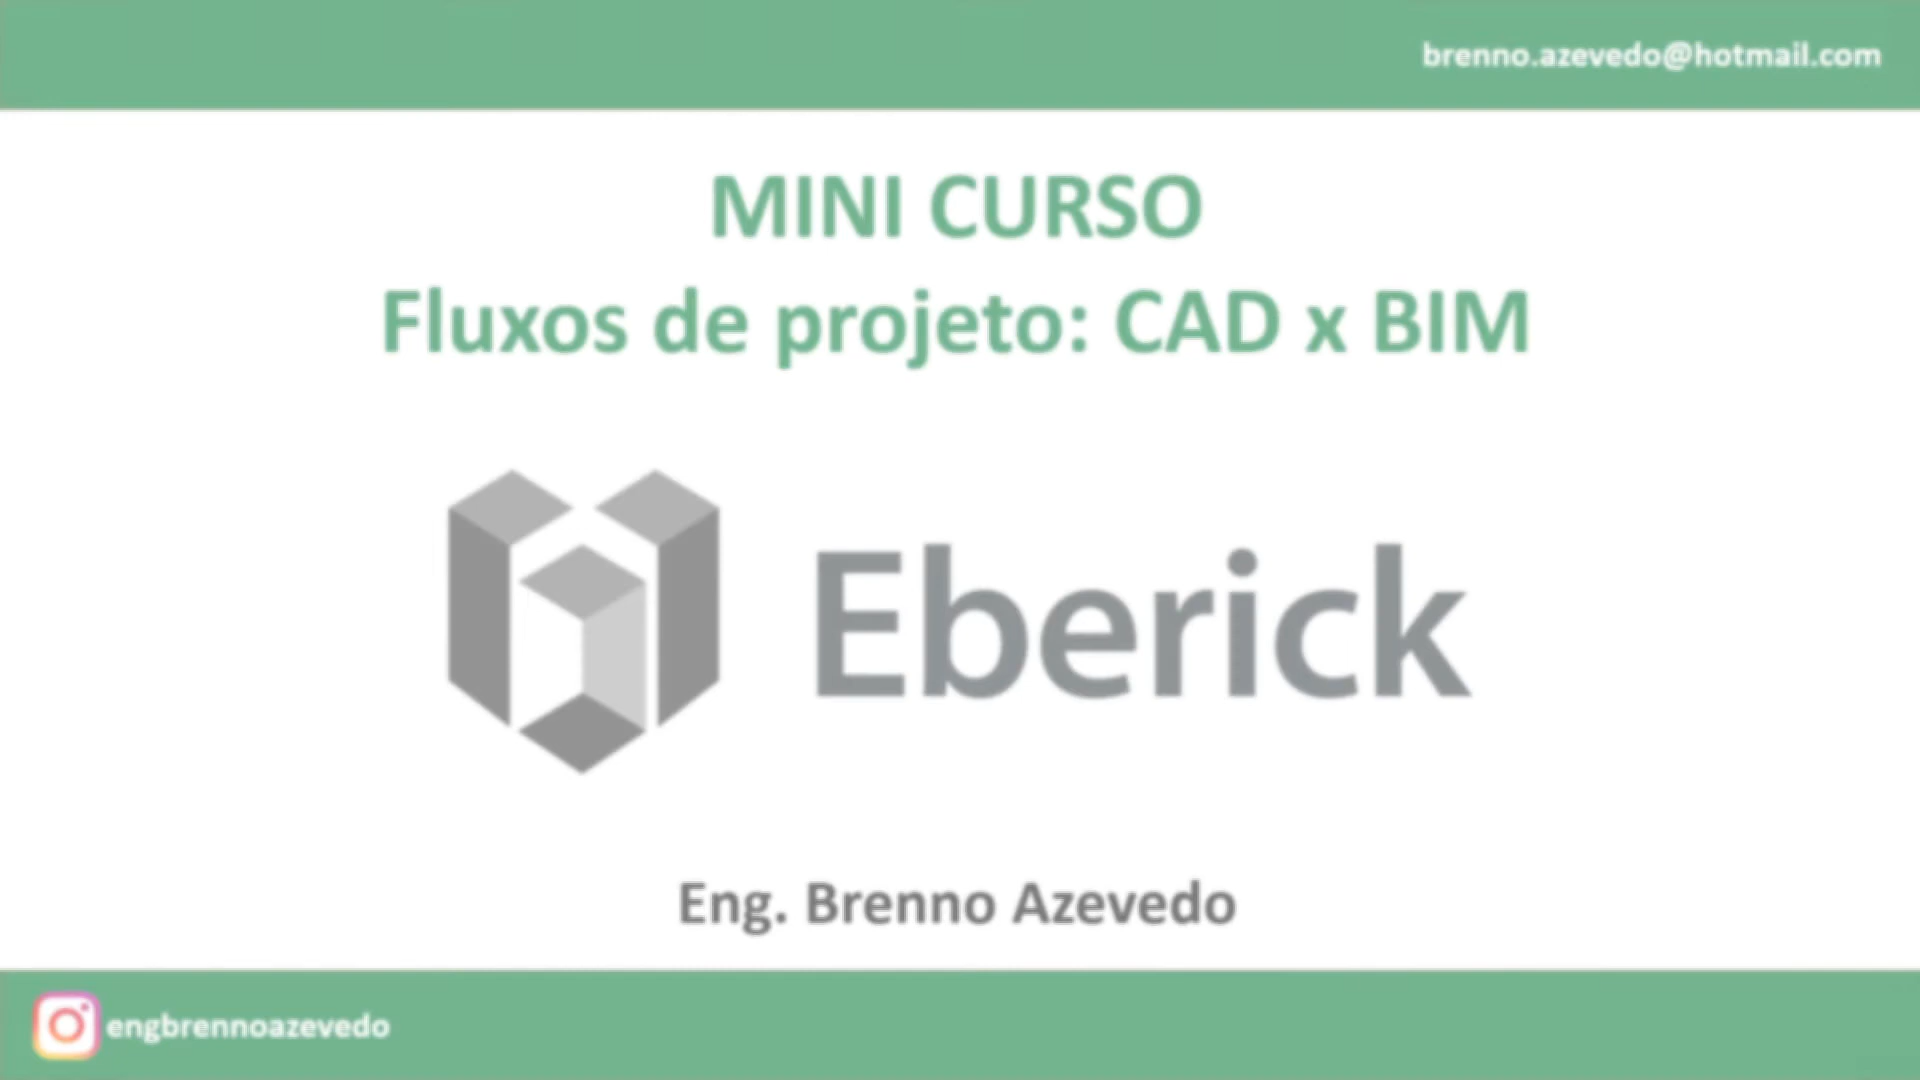 brenno.azevedo@hotmail.com
MINI CURSO
Fluxos de projeto: CAD x BIM
Eberick
Eng. Brenno Azevedo
engbrennoazevedo